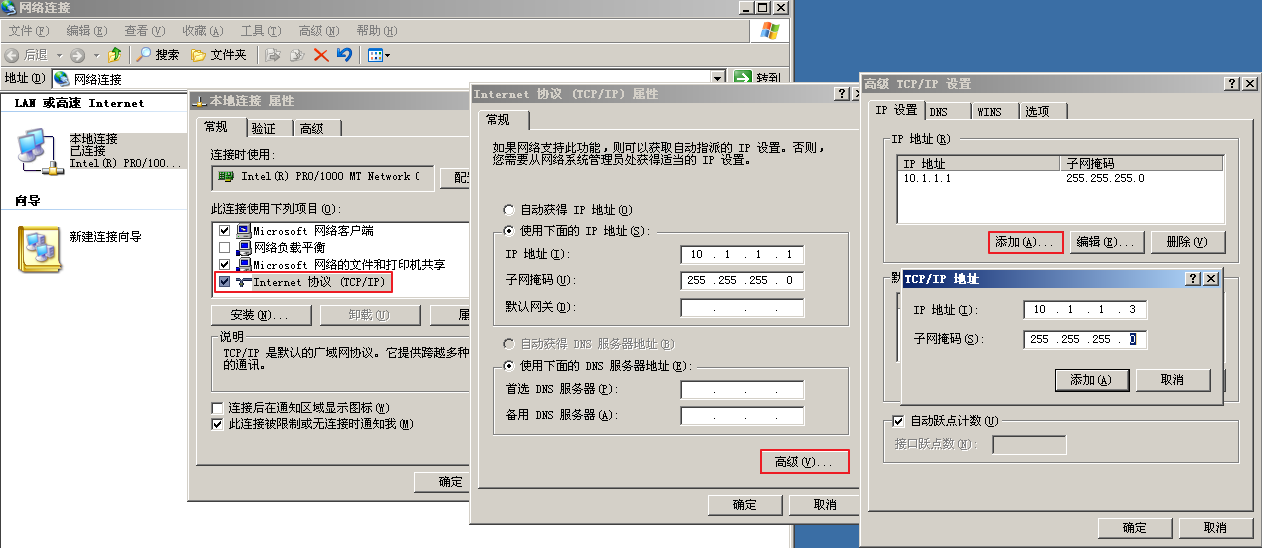 网络连接
文件(F) 编辑(E) 查看(V) 收藏(A) 工具(T) 高级(N) 帮助(H)
后退 搜索 文件夹
地址(D) 网络连接 转到
LAN 或高速 Internet
本地连接
已连接
Intel(R) PRO/100...
向导
新建连接向导
本地连接 属性
常规 验证 高级
连接时使用:
Intel(R) PRO/1000 MT Network C
此连接使用下列项目(O):
Microsoft 网络客户端
网络负载平衡
Microsoft 网络的文件和打印机共享
Internet 协议 (TCP/IP)
安装(N)... 卸载(U)
说明
TCP/IP 是默认的广域网协议。它提供跨越多种
的通讯。
连接后在通知区域显示图标(W)
此连接被限制或无连接时通知我(M)
确定
Internet 协议 (TCP/IP) 属性
常规
如果网络支持此功能,则可以获取自动指派的 IP 设置。否则,
您需要从网络系统管理员处获得适当的 IP 设置。
自动获得 IP 地址(O)
使用下面的 IP 地址(S):
IP 地址(I): 10 . 1 . 1 . 1
子网掩码(U): 255 .255 .255 . 0
默认网关(D): . . .
自动获得 DNS 服务器地址(B)
使用下面的 DNS 服务器地址(E):
首选 DNS 服务器(P): . . .
备用 DNS 服务器(A): . . .
高级(V)...
确定 取消
高级 TCP/IP 设置
IP 设置 DNS WINS 选项
IP 地址(R)
IP 地址 子网掩码
10.1.1.1 255.255.255.0
添加(A)... 编辑(E)... 删除(V)
TCP/IP 地址
IP 地址(I): 10 . 1 . 1 . 3
子网掩码(S): 255 .255 .255 . 0
添加(A) 取消
自动跃点计数(U)
接口跃点数(N):
确定 取消